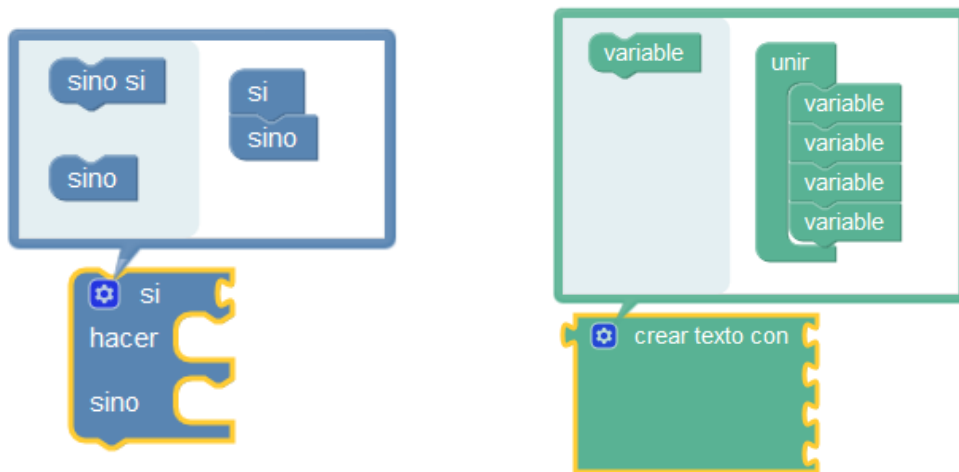 sino si
si
sino
sino
si
hacer
sino
variable
unir
variable
variable
variable
variable
crear texto con